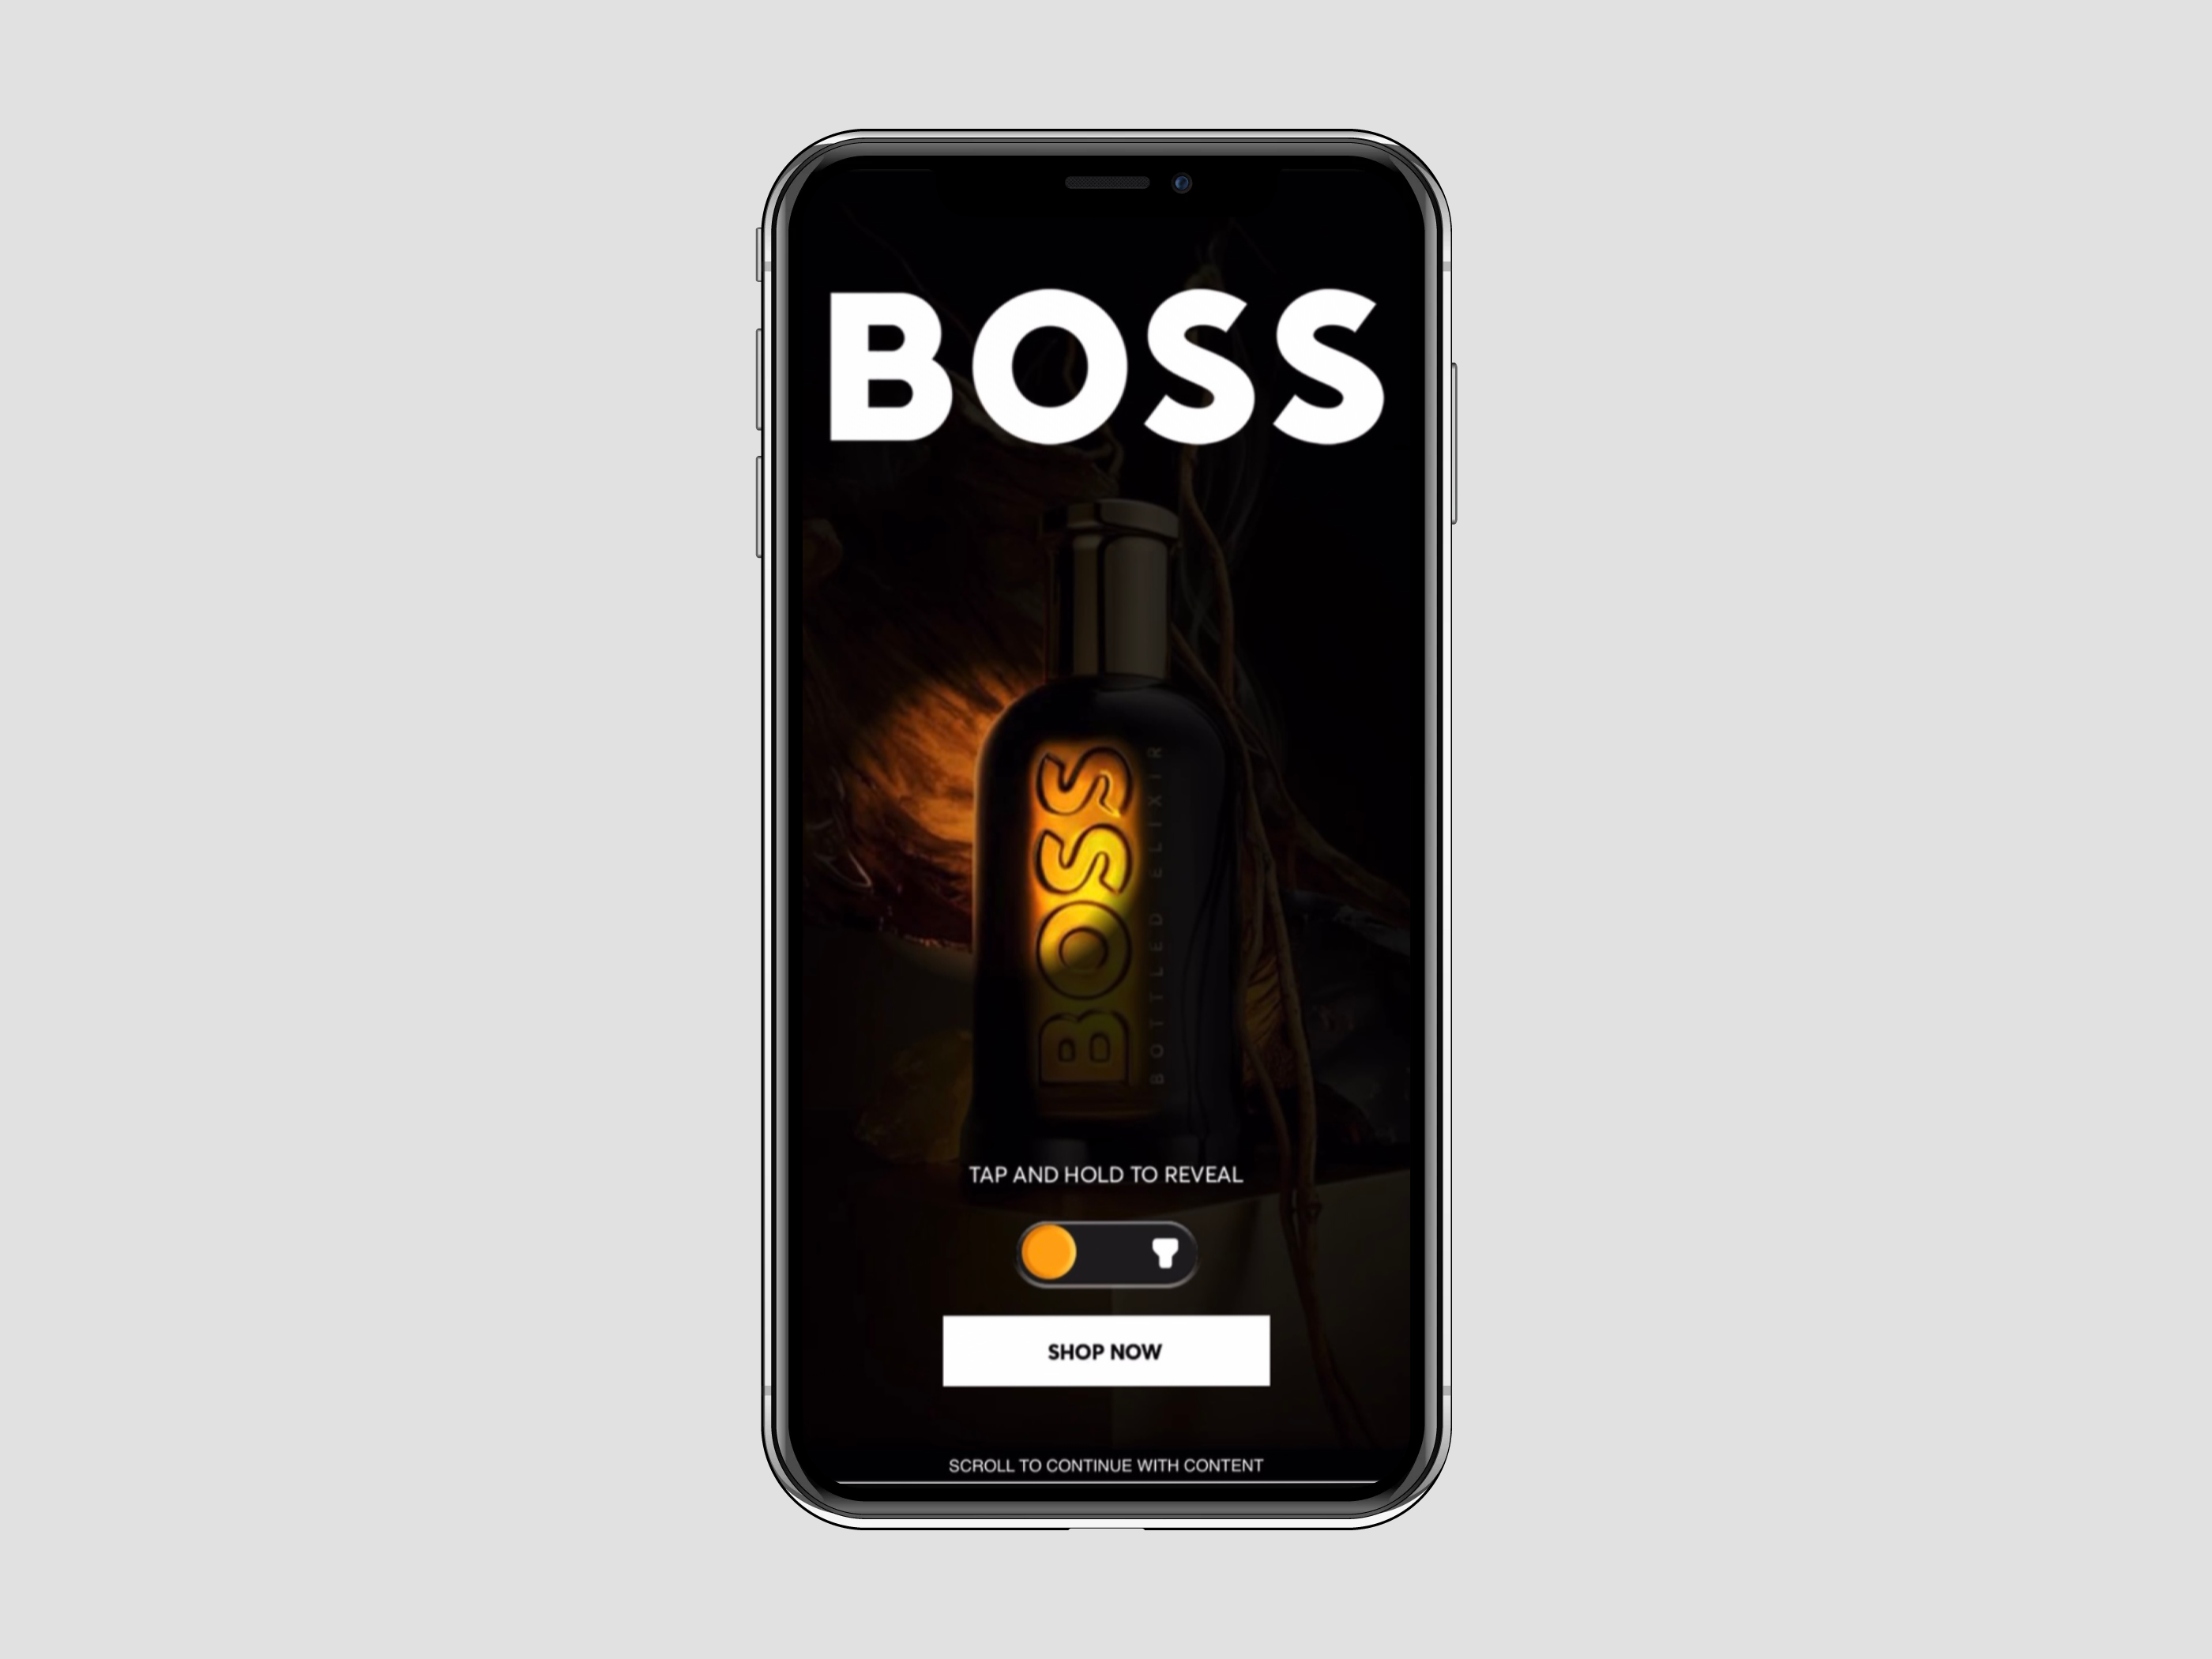 BOSS
BOSS
BOTTLED ELIXIR
TAP AND HOLD TO REVEAL
SHOP NOW
SCROLL TO CONTINUE WITH CONTENT